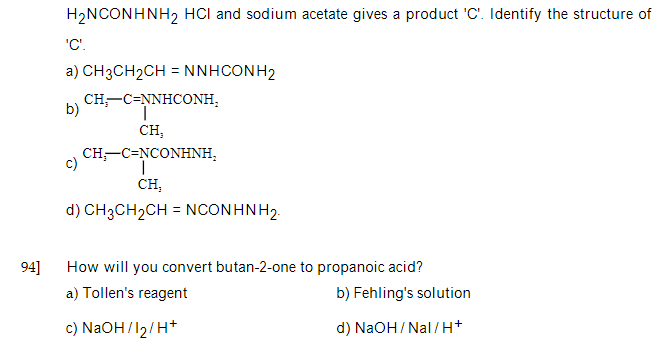 H₂NCONHNH₂ HCl and sodium acetate gives a product 'C'. Identify the structure of
'C'.
a) CH3CH2CH = NNHCONH2
b) CH₃—C=NNHCONH₂
CH₃
c) CH₃—C=NCONHNH₂
CH₃
d) CH3CH2CH = NCONHNH2.
94] How will you convert butan-2-one to propanoic acid?
a) Tollen's reagent b) Fehling's solution
c) NaOH / I₂ / H⁺ d) NaOH / NaI / H⁺